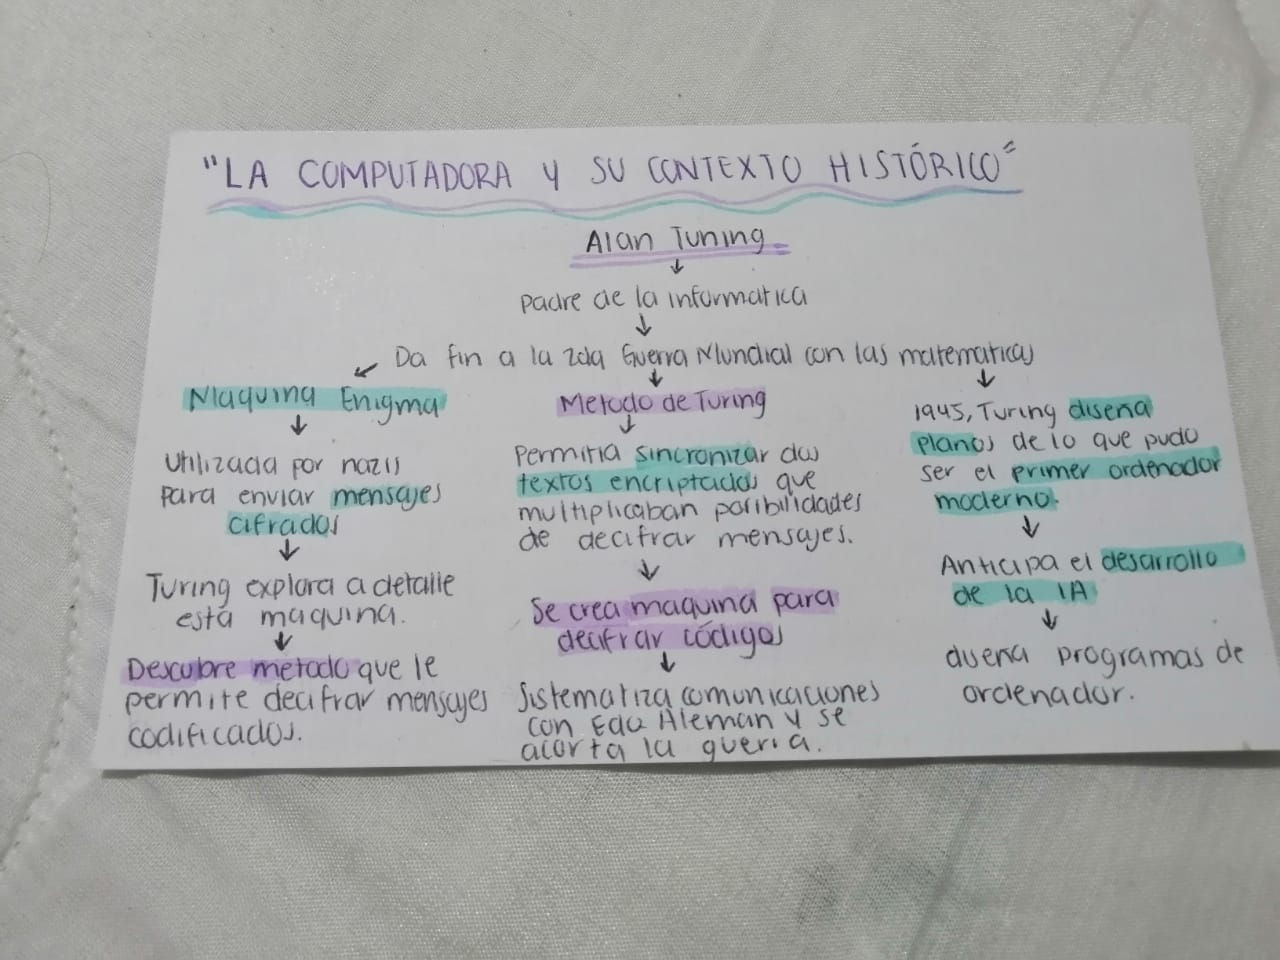 "LA COMPUTADORA Y SU CONTEXTO HISTÓRICO"
Alan Tuning
padre de la informatica
Da fin a la 2da Guerra Mundial con las matematicas
Maquina Enigma
Utilizada por nazis
para enviar mensajes
cifrados
Turing explora a detalle
esta maquina.
Descubre metodo que le
permite decifrar mensajes
codificados.
Metodo de Turing
Permitia sincronizar dos
textos encriptados que
multiplicaban posibilidades
de decifrar mensajes.
Se crea maquina para
decifrar códigos
Sistematiza comunicaciones
con Edo Aleman y se
acorta la guerra.
1945, Turing diseña
planos de lo que pudo
ser el primer ordenador
moderno.
Anticipa el desarrollo
de la IA
diseña programas de
ordenador.